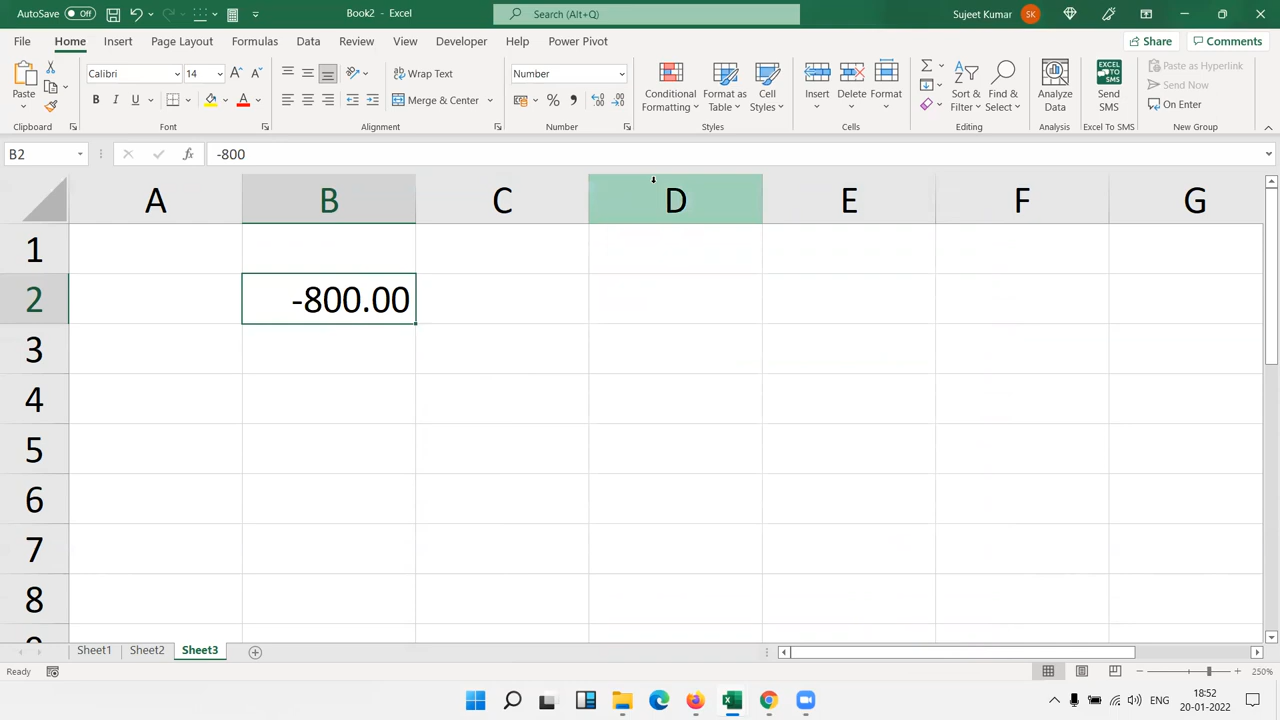 AutoSave Off Book2 - Excel Search (Alt+Q) Sujeet Kumar SK
File Home Insert Page Layout Formulas Data Review View Developer Help Power Pivot Share Comments
Paste Calibri 14 Wrap Text Number Conditional Formatting Format as Table Cell Styles Insert Delete Format Sort & Filter Find & Select Analyze Data Send SMS Paste as Hyperlink
B I U Merge & Center % Send Now
On Enter
Clipboard Font Alignment Number Styles Cells Editing Analysis Excel To SMS New Group
B2 fx -800
A B C D E F G
1
2 -800.00
3
4
5
6
7
8
Sheet1 Sheet2 Sheet3
Ready 250%
ENG 18:52
20-01-2022